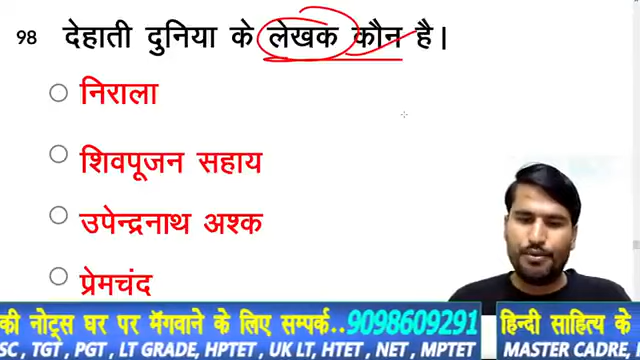 98 देहाती दुनिया के लेखक कौन है।
निराला
शिवपूजन सहाय
उपेन्द्रनाथ अश्क
प्रेमचंद
की नोट्स घर पर मॅगवाने के लिए सम्पर्क..9098609291 हिन्दी साहित्य के
SC, TGT, PGT, LT GRADE, HPTET, UK LT, HTET, NET, MPTET MASTER CADRE,